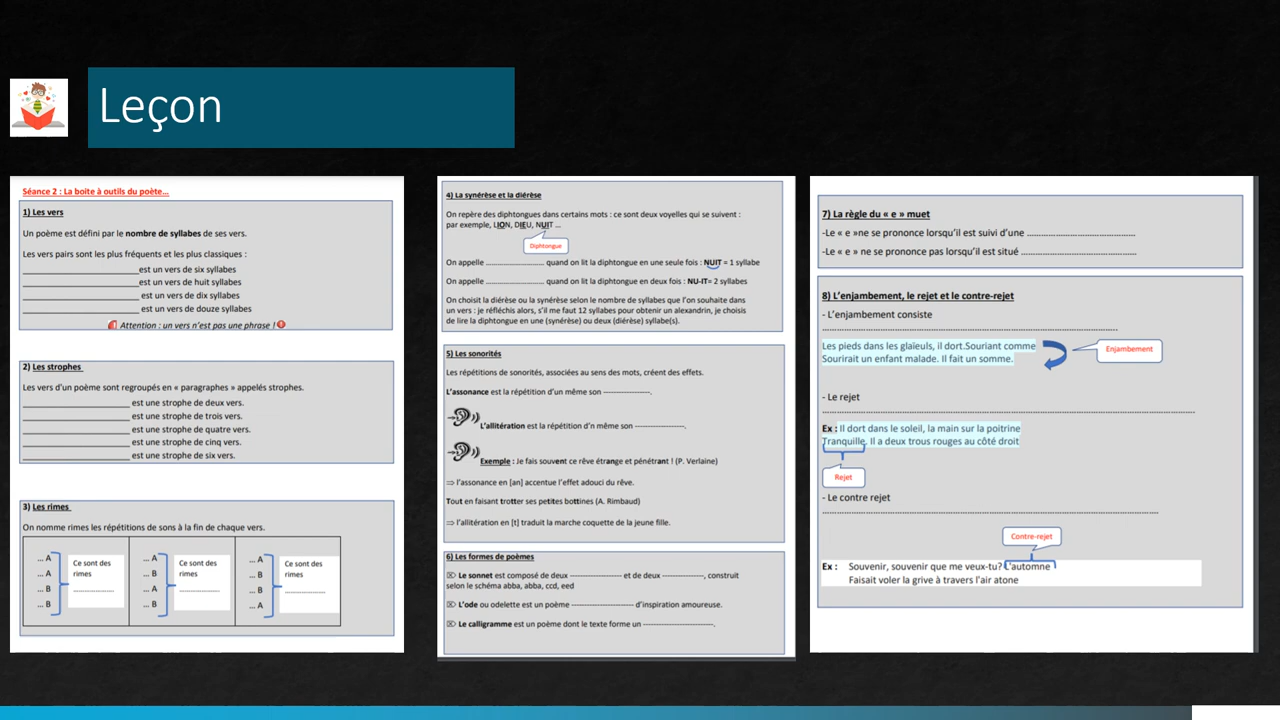 Leçon
Séance 2 : La boîte à outils du poète…
1) Les vers
Un poème est défini par le nombre de syllabes de ses vers.
Les vers pairs sont les plus fréquents et les plus classiques :
____________________________est un vers de six syllabes
____________________________est un vers de huit syllabes
____________________________ est un vers de dix syllabes
____________________________ est un vers de douze syllabes
Attention : un vers n'est pas une phrase !
2) Les strophes
Les vers d'un poème sont regroupés en « paragraphes » appelés strophes.
__________________________ est une strophe de deux vers.
__________________________ est une strophe de trois vers.
__________________________ est une strophe de quatre vers.
__________________________ est une strophe de cinq vers.
__________________________ est une strophe de six vers.
3) Les rimes
On nomme rimes les répétitions de sons à la fin de chaque vers.
... A
... A
... B
... B
Ce sont des
rimes
.......................
... A
... B
... A
... B
Ce sont des
rimes
.......................
... A
... B
... B
... A
Ce sont des
rimes
.......................
4) La synérèse et la diérèse
On repère des diphtongues dans certains mots : ce sont deux voyelles qui se suivent :
par exemple, LION, DIEU, NUIT …
Diphtongue
On appelle ............................ quand on lit la diphtongue en une seule fois : NUIT = 1 syllabe
On appelle ............................ quand on lit la diphtongue en deux fois : NU-IT= 2 syllabes
On choisit la diérèse ou la synérèse selon le nombre de syllabes que l'on souhaite dans
un vers : je réfléchis alors, s'il me faut 12 syllabes pour obtenir un alexandrin, je choisis
de lire la diphtongue en une (synérèse) ou deux (diérèse) syllabe(s).
5) Les sonorités
Les répétitions de sonorités, associées au sens des mots, créent des effets.
L'assonance est la répétition d'un même son -----------------.
L'allitération est la répétition d'n même son -----------------.
Exemple : Je fais souvent ce rêve étrange et pénétrant ! (P. Verlaine)
⇒ l'assonance en [an] accentue l'effet adouci du rêve.
Tout en faisant trotter ses petites bottines (A. Rimbaud)
⇒ l'allitération en [t] traduit la marche coquette de la jeune fille.
6) Les formes de poèmes
⌦ Le sonnet est composé de deux ----------------- et de deux --------------, construit
selon le schéma abba, abba, ccd, eed
⌦ L'ode ou odelette est un poème --------------------- d'inspiration amoureuse.
⌦ Le calligramme est un poème dont le texte forme un ------------------------.
7) La règle du « e » muet
-Le « e »ne se prononce lorsqu'il est suivi d'une ……………………………………
-Le « e » ne se prononce pas lorsqu'il est situé ……………………………………
8) L'enjambement, le rejet et le contre-rejet
- L'enjambement consiste
……………………………………………………………………………………
Les pieds dans les glaïeuls, il dort.Souriant comme
Sourirait un enfant malade. Il fait un somme.
Enjambement
- Le rejet
……………………………………………………………………………………………………
Ex : Il dort dans le soleil, la main sur la poitrine
Tranquille. Il a deux trous rouges au côté droit
Rejet
- Le contre rejet
………………………………………………………………………………………………
Contre-rejet
Ex : Souvenir, souvenir que me veux-tu? L'automne
Faisait voler la grive à travers l'air atone